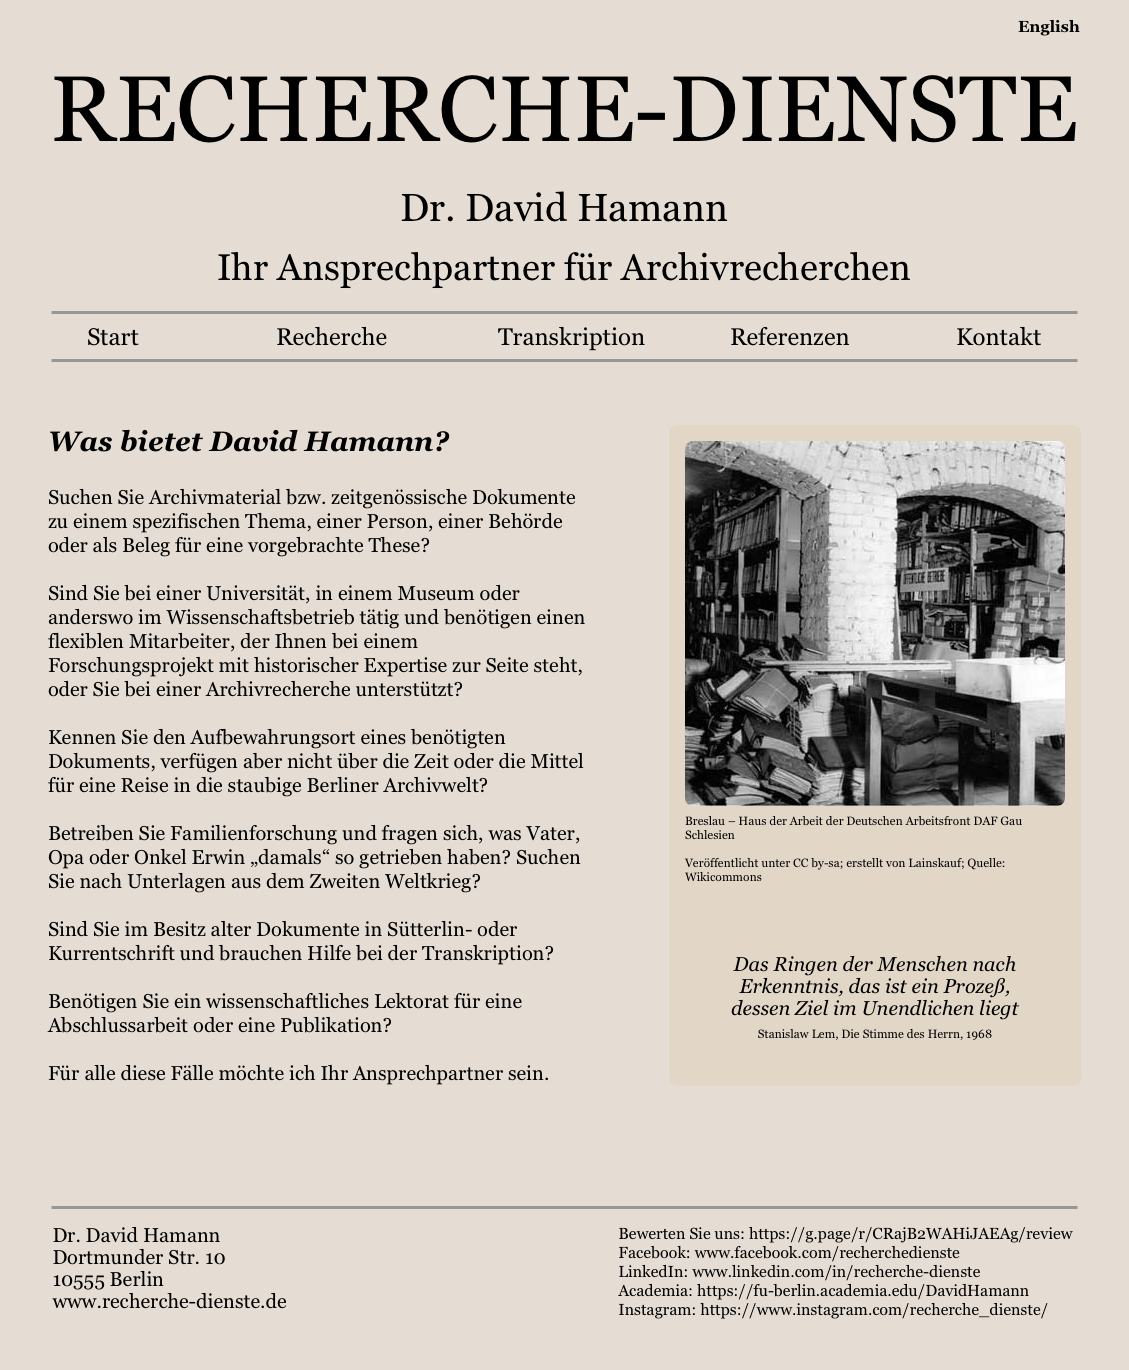 English
RECHERCHE-DIENSTE
Dr. David Hamann
Ihr Ansprechpartner für Archivrecherchen
Start Recherche Transkription Referenzen Kontakt
Was bietet David Hamann?
Suchen Sie Archivmaterial bzw. zeitgenössische Dokumente
zu einem spezifischen Thema, einer Person, einer Behörde
oder als Beleg für eine vorgebrachte These?
Sind Sie bei einer Universität, in einem Museum oder
anderswo im Wissenschaftsbetrieb tätig und benötigen einen
flexiblen Mitarbeiter, der Ihnen bei einem
Forschungsprojekt mit historischer Expertise zur Seite steht,
oder Sie bei einer Archivrecherche unterstützt?
Kennen Sie den Aufbewahrungsort eines benötigten
Dokuments, verfügen aber nicht über die Zeit oder die Mittel
für eine Reise in die staubige Berliner Archivwelt?
Betreiben Sie Familienforschung und fragen sich, was Vater,
Opa oder Onkel Erwin „damals“ so getrieben haben? Suchen
Sie nach Unterlagen aus dem Zweiten Weltkrieg?
Sind Sie im Besitz alter Dokumente in Sütterlin- oder
Kurrentschrift und brauchen Hilfe bei der Transkription?
Benötigen Sie ein wissenschaftliches Lektorat für eine
Abschlussarbeit oder eine Publikation?
Für alle diese Fälle möchte ich Ihr Ansprechpartner sein.
ÖFFENTLICHE BETRIEBE
Breslau – Haus der Arbeit der Deutschen Arbeitsfront DAF Gau
Schlesien
Veröffentlicht unter CC by-sa; erstellt von Lainskauf; Quelle:
Wikicommons
Das Ringen der Menschen nach
Erkenntnis, das ist ein Prozeß,
dessen Ziel im Unendlichen liegt
Stanislaw Lem, Die Stimme des Herrn, 1968
Dr. David Hamann
Dortmunder Str. 10
10555 Berlin
www.recherche-dienste.de
Bewerten Sie uns: https://g.page/r/CRajB2WAHiJAEAg/review
Facebook: www.facebook.com/recherchedienste
LinkedIn: www.linkedin.com/in/recherche-dienste
Academia: https://fu-berlin.academia.edu/DavidHamann
Instagram: https://www.instagram.com/recherche_dienste/